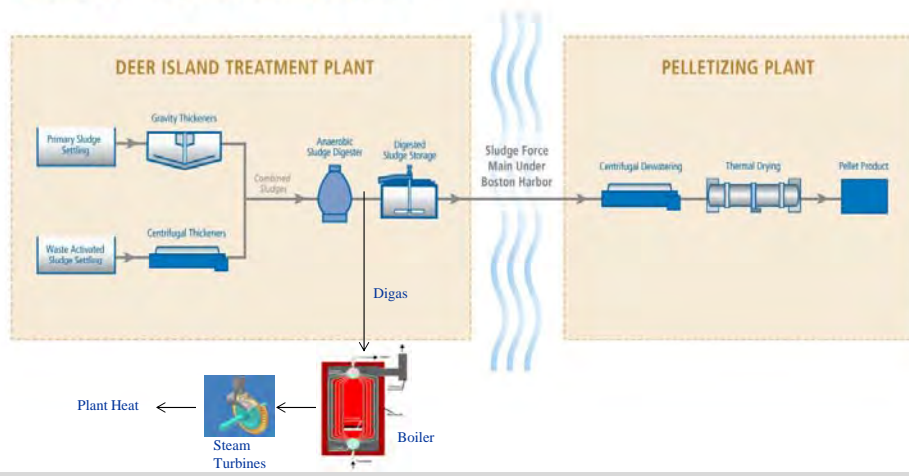 DEER ISLAND TREATMENT PLANT
PELLETIZING PLANT
Gravity Thickeners
Primary Sludge
Settling
Anaerobic
Sludge Digester
Digested
Sludge Storage
Combined
Sludges
Sludge Force
Main Under
Boston Harbor
Centrifugal Dewatering
Thermal Drying
Pellet Product
Centrifugal Thickeners
Waste Activated
Sludge Settling
Digas
Plant Heat
Steam
Turbines
Boiler